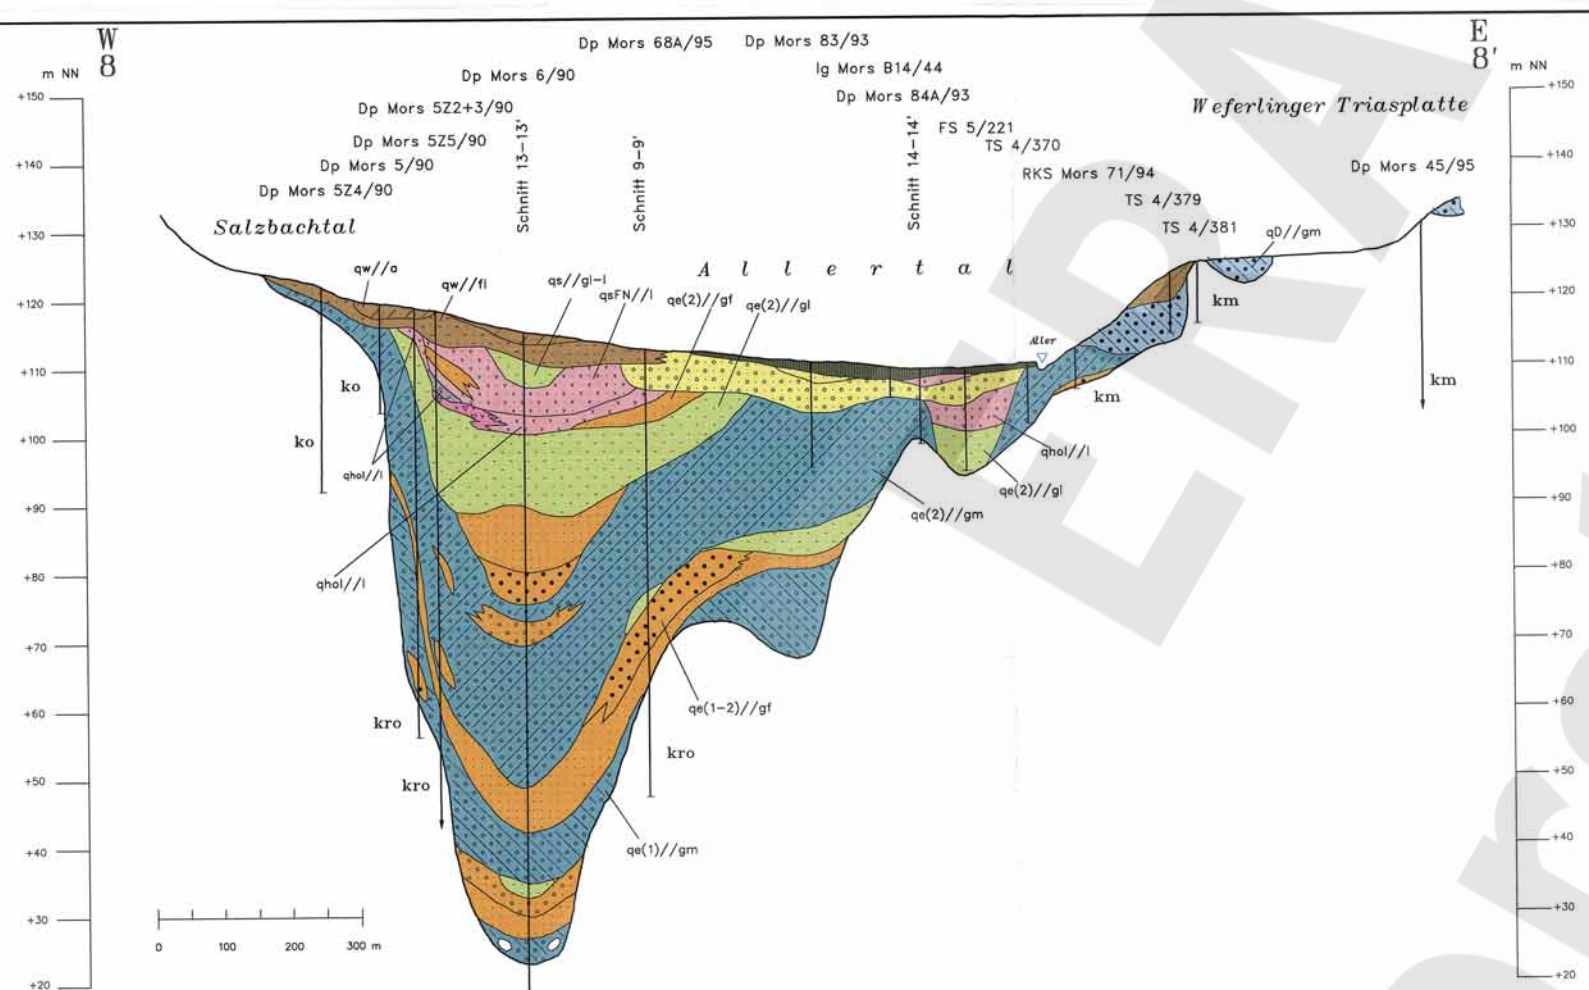 W
8
E
8'
m NN
m NN
Dp Mors 68A/95
Dp Mors 83/93
Dp Mors 6/90
Ig Mors B14/44
Dp Mors 5Z2+3/90
Dp Mors 84A/93
Weferlinger Triasplatte
Dp Mors 5Z5/90
FS 5/221
TS 4/370
Dp Mors 5/90
RKS Mors 71/94
Dp Mors 45/95
Dp Mors 5Z4/90
TS 4/379
TS 4/381
Schnitt 13-13'
Schnitt 9-9'
Schnitt 14-14'
Salzbachtal
Allertal
qD//gm
qw//a
qw//fl
qs//gl-l
qsFN//l
qe(2)//gf
qe(2)//gl
Aller
km
km
km
ko
ko
qhol//l
qhol//l
qe(2)//gl
qe(2)//gm
qhol//l
qe(1-2)//gf
kro
kro
kro
qe(1)//gm
+150
+140
+130
+120
+110
+100
+90
+80
+70
+60
+50
+40
+30
+20
+150
+140
+130
+120
+110
+100
+90
+80
+70
+60
+50
+40
+30
+20
0 100 200 300 m